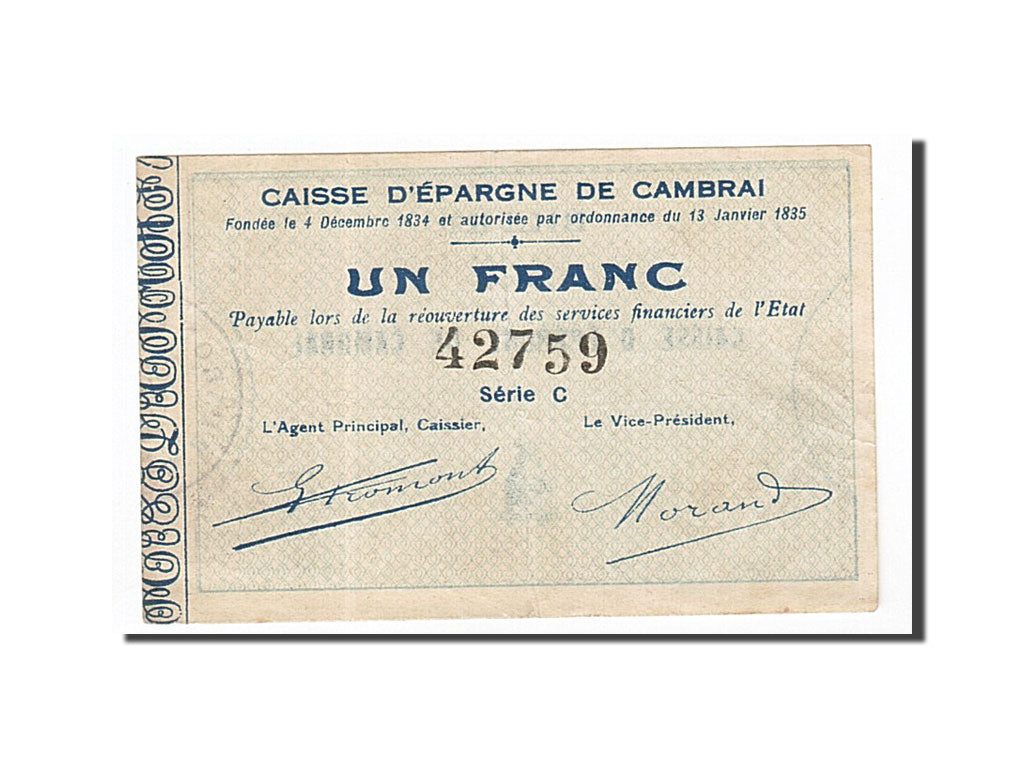 CAISSE D'ÉPARGNE DE CAMBRAI
Fondée le 4 Décembre 1834 et autorisée par ordonnance du 13 Janvier 1835
UN FRANC
Payable lors de la réouverture des services financiers de l'Etat
42759
Série C
L'Agent Principal, Caissier,
Le Vice-Président,
Morand